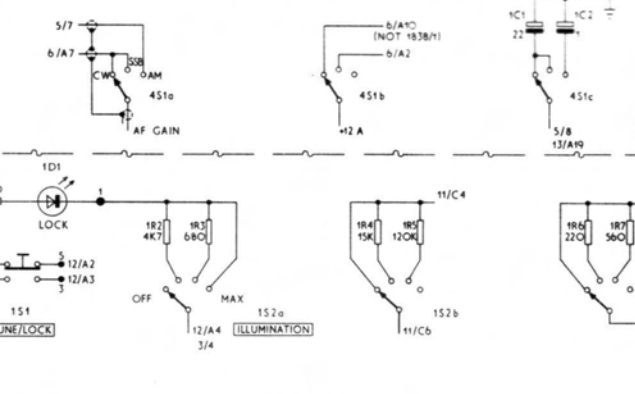 5/7
6/A7
SSB
CW
AM
4S1a
AF GAIN
6/A10
(NOT 1838/1)
6/A2
4S1b
+12 A
1C1
22
1C2
1
4S1c
5/8
13/A19
1D1
LOCK
1
5
12/A2
12/A3
3
1S1
UNE/LOCK
1R2
4K7
1R3
680
OFF
MAX
1S2a
ILLUMINATION
12/A4
3/4
11/C4
1R4
15K
1R5
120K
1S2b
11/C6
1R6
220
1R7
560